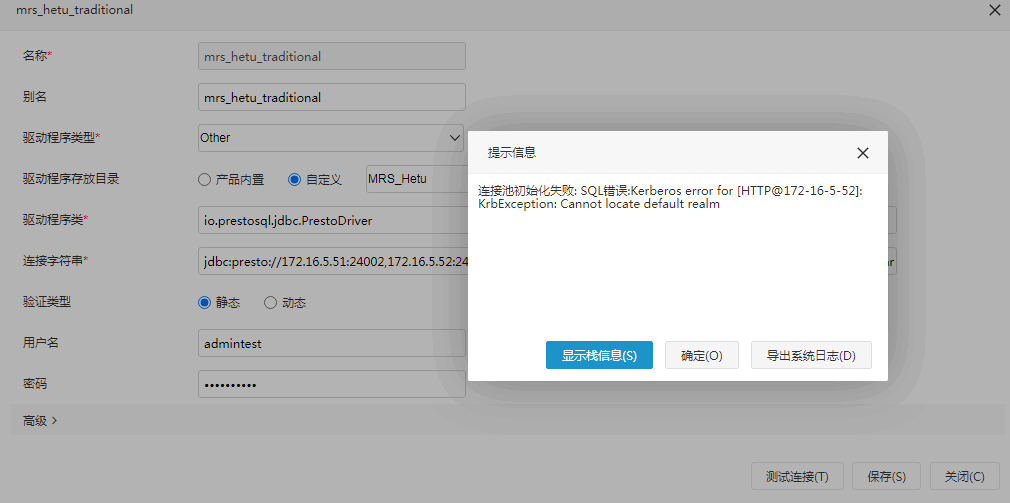 mrs_hetu_traditional
名称*
mrs_hetu_traditional
别名
mrs_hetu_traditional
驱动程序类型*
Other
驱动程序存放目录
产品内置
自定义
MRS_Hetu
驱动程序类*
io.prestosql.jdbc.PrestoDriver
连接字符串*
jdbc:presto://172.16.5.51:24002,172.16.5.52:24
验证类型
静态
动态
用户名
admintest
密码
••••••••••
高级
提示信息
连接池初始化失败: SQL错误:Kerberos error for [HTTP@172-16-5-52]:
KrbException: Cannot locate default realm
显示栈信息(S)
确定(O)
导出系统日志(D)
测试连接(T)
保存(S)
关闭(C)